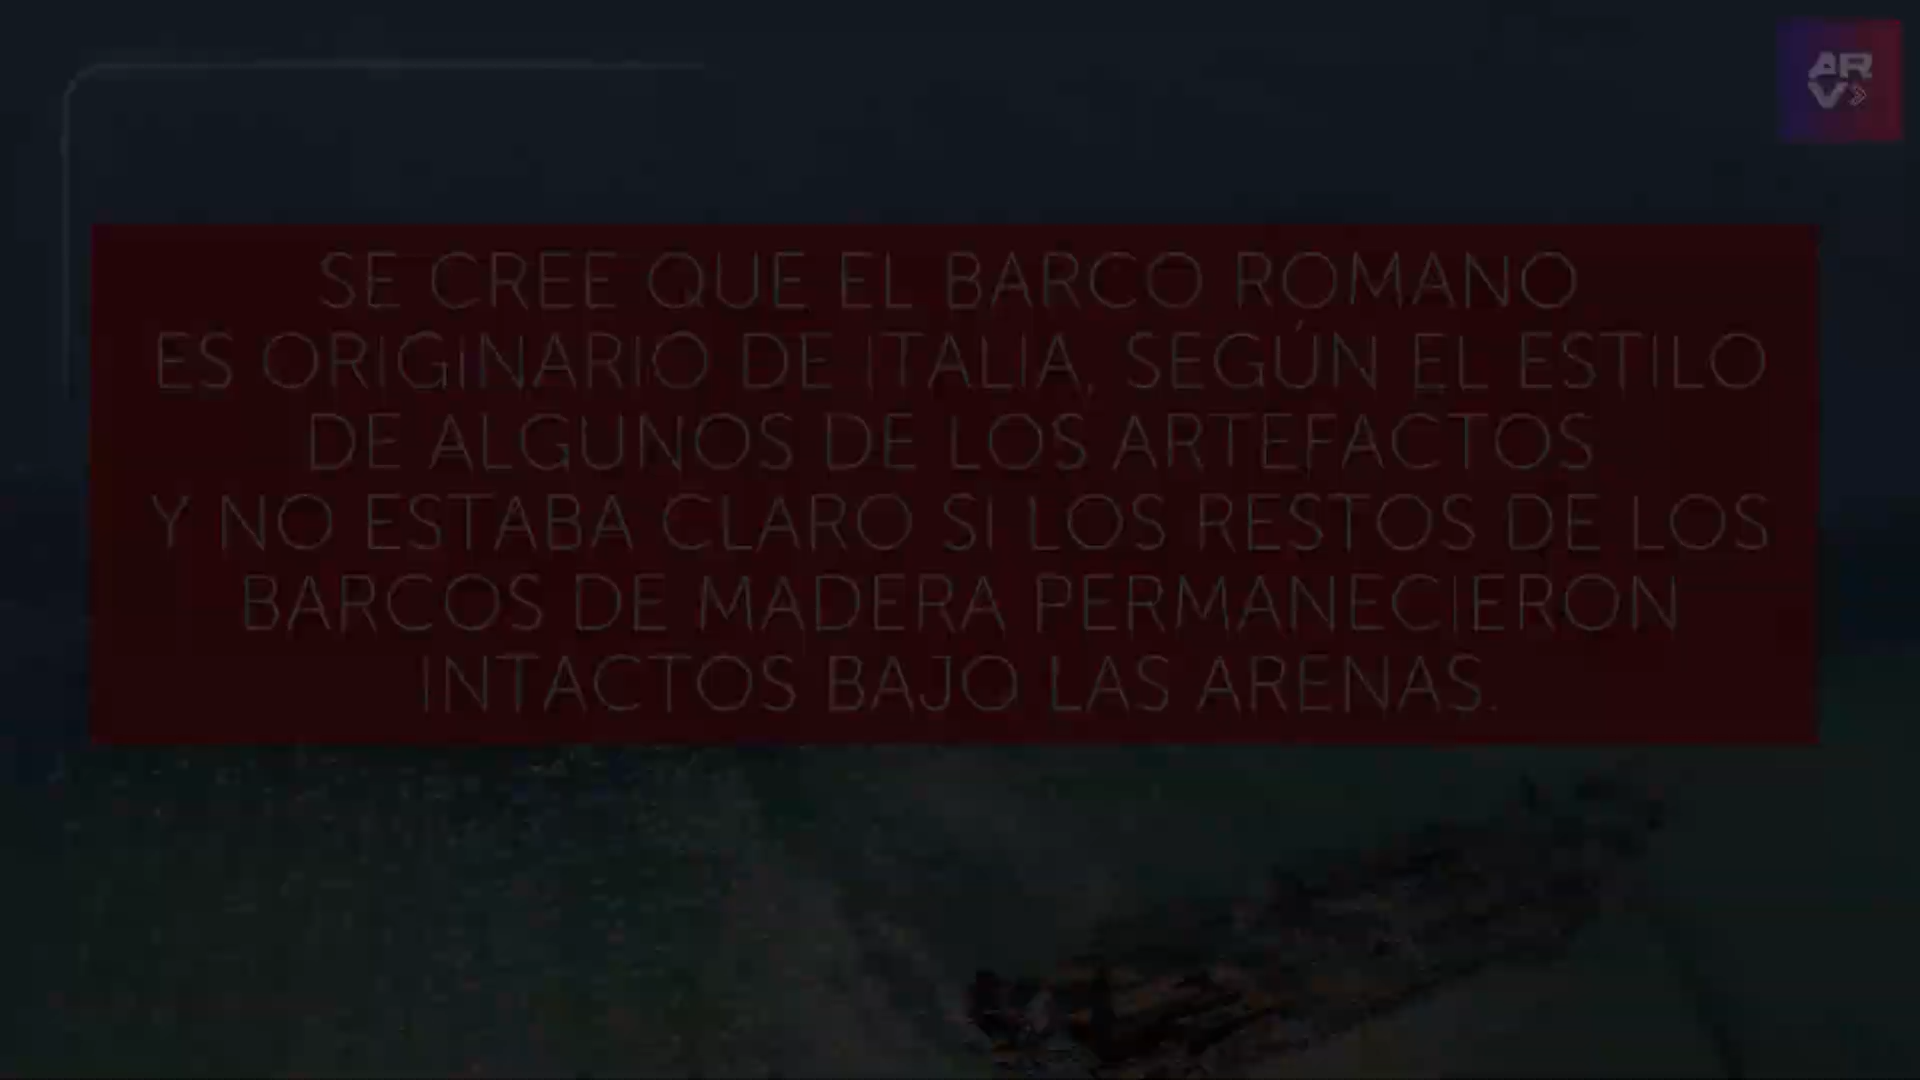 ARV
SE CREE QUE EL BARCO ROMANO
ES ORIGINARIO DE ITALIA, SEGÚN EL ESTILO
DE ALGUNOS DE LOS ARTEFACTOS
Y NO ESTABA CLARO SI LOS RESTOS DE LOS
BARCOS DE MADERA PERMANECIERON
INTACTOS BAJO LAS ARENAS.